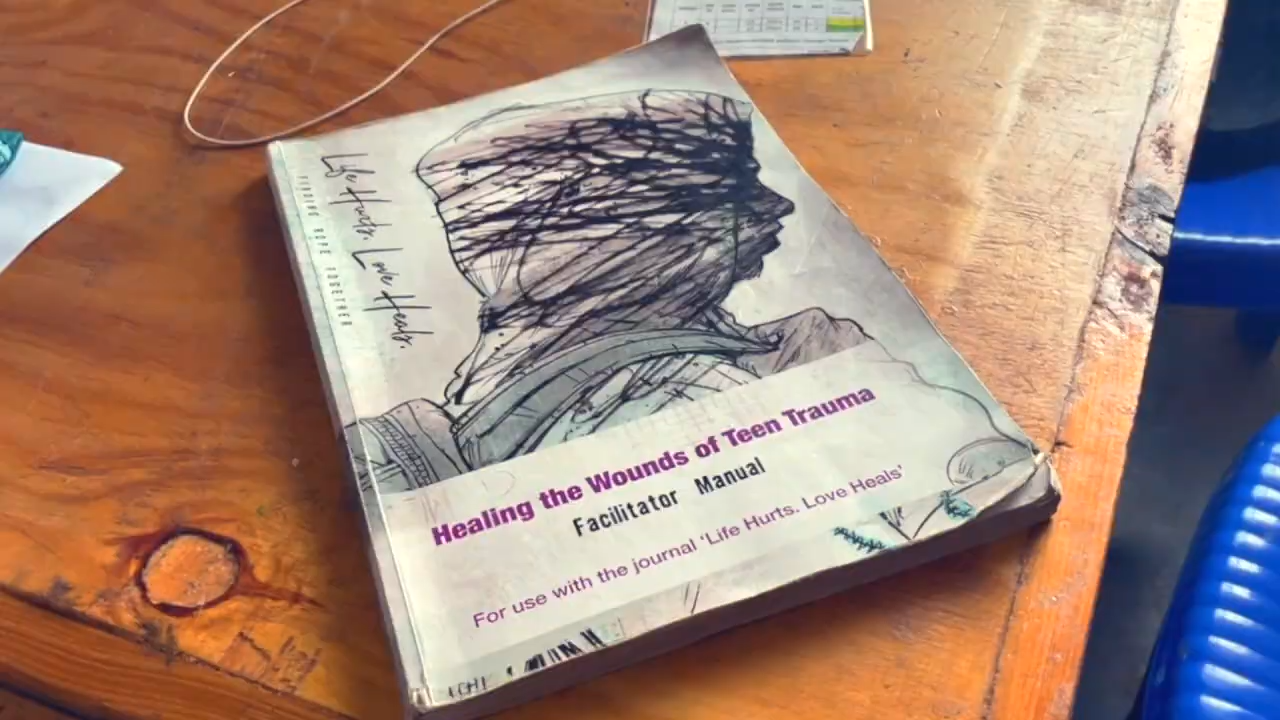 Life Hurts. Love Heals.
FINDING HOPE TOGETHER
Healing the Wounds of Teen Trauma
Facilitator Manual
For use with the journal ‘Life Hurts. Love Heals’